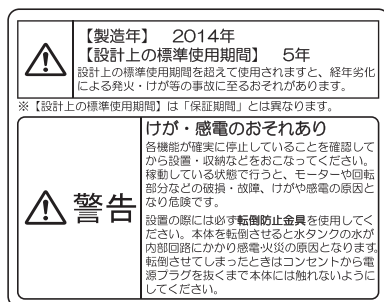 【製造年】 2014年
【設計上の標準使用期間】 5年
設計上の標準使用期間を超えて使用されますと、経年劣化
による発火・けが等の事故に至るおそれがあります。
※【設計上の標準使用期間】は「保証期間」とは異なります。
警告
けが・感電のおそれあり
各機能が確実に停止していることを確認して
から設置・収納などをおこなってください。
稼動している状態で行うと、モーターや回転
部分などの破損・故障、けがや感電の原因と
なり危険です。
設置の際には必ず転倒防止金具を使用してく
ださい。本体を転倒させると水タンクの水が
内部回路にかかり感電・火災の原因となります。
転倒させてしまったときはコンセントから電
源プラグを抜くまで本体には触れないように
してください。